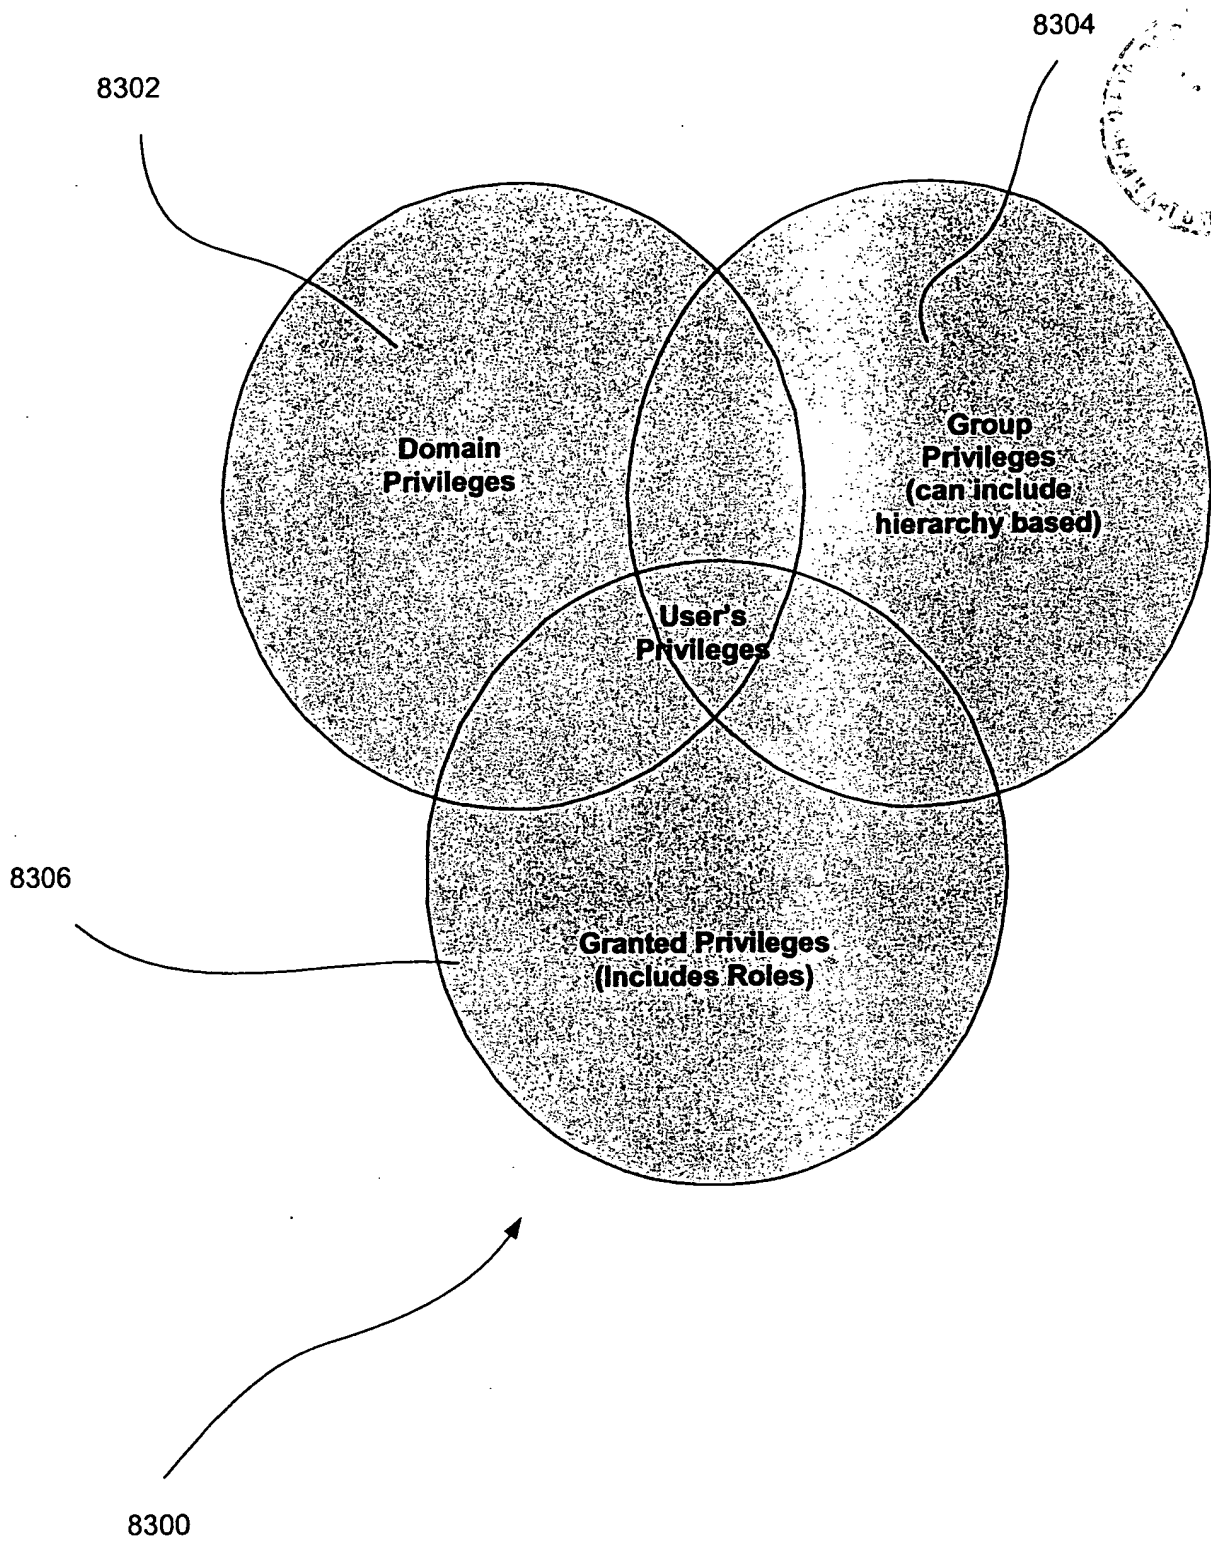 8304
8302
Domain
Privileges
Group
Privileges
(can include
hierarchy based)
User's
Privileges
8306
Granted Privileges
(Includes Roles)
8300